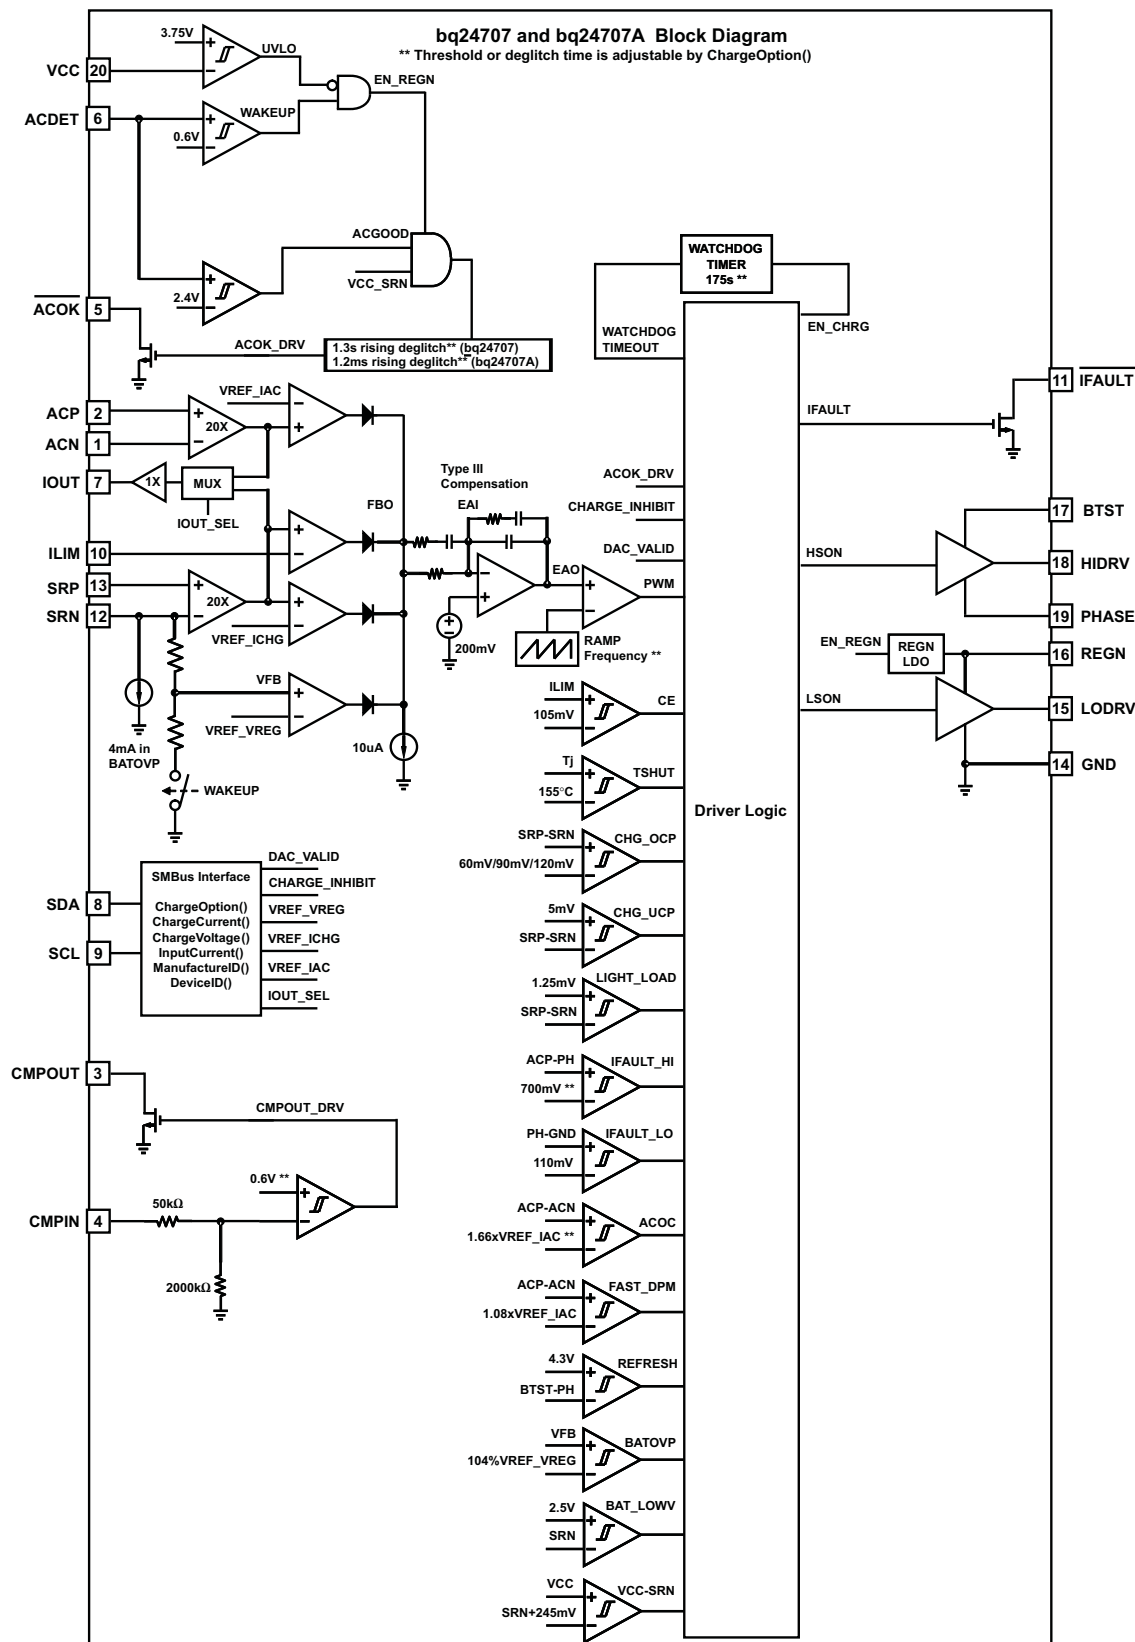 bq24707 and bq24707A Block Diagram
** Threshold or deglitch time is adjustable by ChargeOption()
3.75V
UVLO
VCC
20
EN_REGN
WAKEUP
ACDET
6
0.6V
ACGOOD
VCC_SRN
2.4V
ACOK
5
ACOK_DRV
1.3s rising deglitch** (bq24707)
1.2ms rising deglitch** (bq24707A)
WATCHDOG
TIMER
175s **
WATCHDOG
TIMEOUT
EN_CHRG
11
IFAULT
IFAULT
VREF_IAC
ACP
2
20X
ACN
1
IOUT
7
1X
MUX
IOUT_SEL
FBO
Type III
Compensation
EAI
ILIM
10
SRP
13
20X
SRN
12
VREF_ICHG
EAO
PWM
200mV
RAMP
Frequency **
ACOK_DRV
CHARGE_INHIBIT
DAC_VALID
17
BTST
HSON
18
HIDRV
19
PHASE
EN_REGN
REGN
LDO
16
REGN
LSON
15
LODRV
14
GND
VFB
VREF_VREG
4mA in
BATOVP
10uA
WAKEUP
Driver Logic
ILIM
CE
105mV
Tj
TSHUT
155°C
SRP-SRN
CHG_OCP
60mV/90mV/120mV
5mV
CHG_UCP
SRP-SRN
1.25mV
LIGHT_LOAD
SRP-SRN
ACP-PH
IFAULT_HI
700mV **
PH-GND
IFAULT_LO
110mV
ACP-ACN
ACOC
1.66xVREF_IAC **
ACP-ACN
FAST_DPM
1.08xVREF_IAC
4.3V
REFRESH
BTST-PH
VFB
BATOVP
104%VREF_VREG
2.5V
BAT_LOWV
SRN
VCC
VCC-SRN
SRN+245mV
SMBus Interface
ChargeOption()
ChargeCurrent()
ChargeVoltage()
InputCurrent()
ManufactureID()
DeviceID()
DAC_VALID
CHARGE_INHIBIT
VREF_VREG
VREF_ICHG
VREF_IAC
IOUT_SEL
SDA
8
SCL
9
CMPOUT
3
CMPOUT_DRV
0.6V **
50kΩ
CMPIN
4
2000kΩ